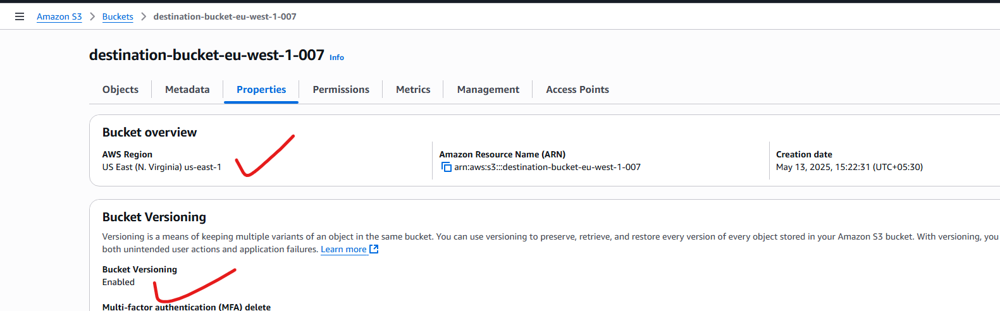 Amazon S3 > Buckets > destination-bucket-eu-west-1-007
destination-bucket-eu-west-1-007 Info
Objects Metadata Properties Permissions Metrics Management Access Points
Bucket overview
AWS Region
US East (N. Virginia) us-east-1
Amazon Resource Name (ARN)
arn:aws:s3:::destination-bucket-eu-west-1-007
Creation date
May 13, 2025, 15:22:31 (UTC+05:30)
Bucket Versioning
Versioning is a means of keeping multiple variants of an object in the same bucket. You can use versioning to preserve, retrieve, and restore every version of every object stored in your Amazon S3 bucket. With versioning, you
both unintended user actions and application failures. Learn more
Bucket Versioning
Enabled
Multi-factor authentication (MFA) delete